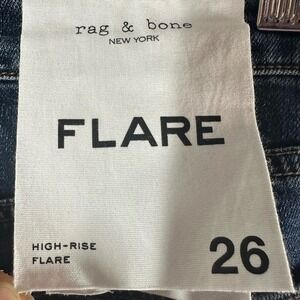 rag & bone
NEW YORK
FLARE
HIGH-RISE
FLARE
26